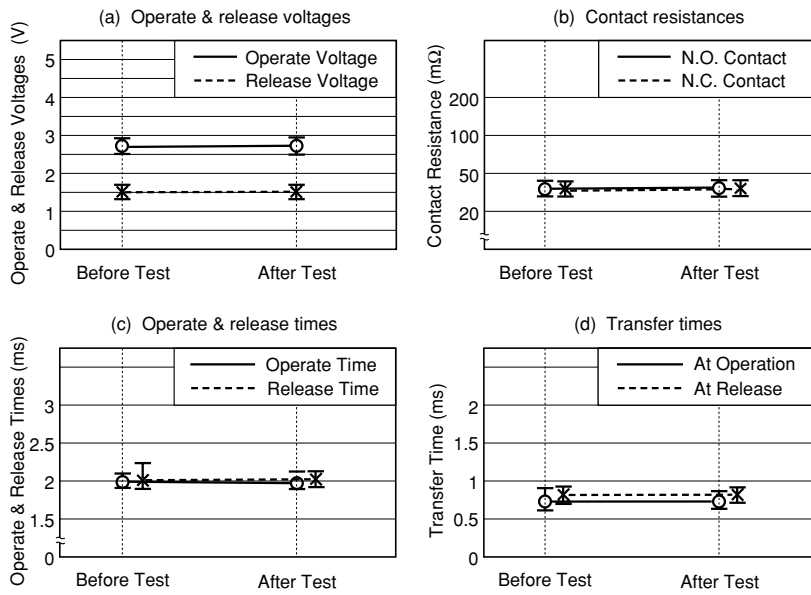 (a) Operate & release voltages
Operate & Release Voltages (V)
5
4
3
2
1
0
Operate Voltage
Release Voltage
Before Test
After Test
(b) Contact resistances
Contact Resistance (mΩ)
200
100
50
20
N.O. Contact
N.C. Contact
Before Test
After Test
(c) Operate & release times
Operate & Release Times (ms)
3
2.5
2
1.5
0
Operate Time
Release Time
Before Test
After Test
(d) Transfer times
Transfer Time (ms)
2
1.5
1
0.5
0
At Operation
At Release
Before Test
After Test